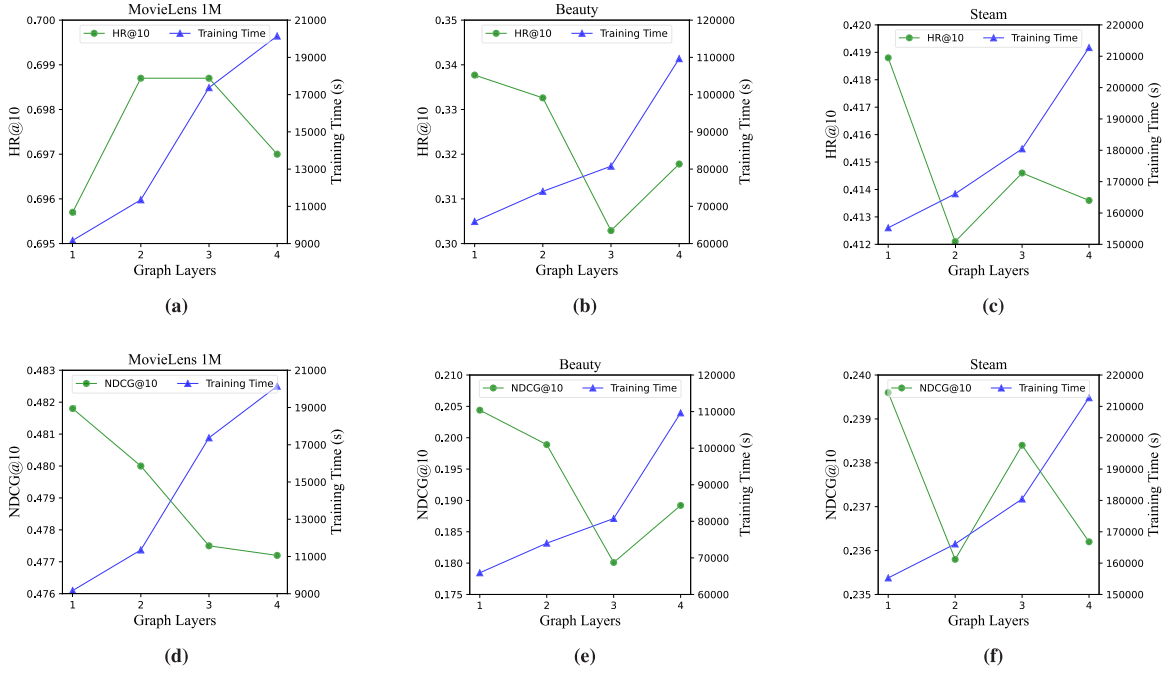 MovieLens 1M
HR@10 Training Time
0.700
0.699
0.698
0.697
0.696
0.695
HR@10
21000
19000
17000
15000
13000
11000
9000
Training Time (s)
1 2 3 4
Graph Layers
(a)
Beauty
HR@10 Training Time
0.35
0.34
0.33
0.32
0.31
0.30
HR@10
120000
110000
100000
90000
80000
70000
60000
Training Time (s)
1 2 3 4
Graph Layers
(b)
Steam
HR@10 Training Time
0.420
0.419
0.418
0.417
0.416
0.415
0.414
0.413
0.412
HR@10
220000
210000
200000
190000
180000
170000
160000
150000
Training Time (s)
1 2 3 4
Graph Layers
(c)
MovieLens 1M
NDCG@10 Training Time
0.483
0.482
0.481
0.480
0.479
0.478
0.477
0.476
NDCG@10
21000
19000
17000
15000
13000
11000
9000
Training Time (s)
1 2 3 4
Graph Layers
(d)
Beauty
NDCG@10 Training Time
0.210
0.205
0.200
0.195
0.190
0.185
0.180
0.175
NDCG@10
120000
110000
100000
90000
80000
70000
60000
Training Time (s)
1 2 3 4
Graph Layers
(e)
Steam
NDCG@10 Training Time
0.240
0.239
0.238
0.237
0.236
0.235
NDCG@10
220000
210000
200000
190000
180000
170000
160000
150000
Training Time (s)
1 2 3 4
Graph Layers
(f)